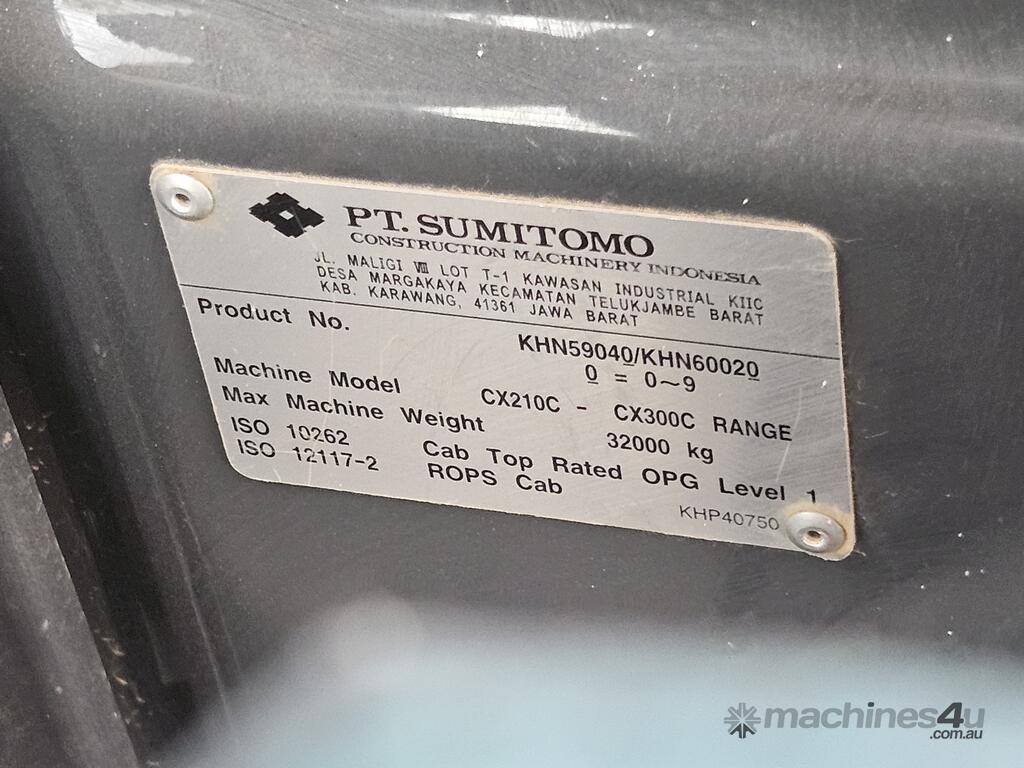 PT. SUMITOMO
CONSTRUCTION MACHINERY INDONESIA
JL. MALIGI Ⅷ LOT T-1 KAWASAN INDUSTRIAL KIIC
DESA MARGAKAYA KECAMATAN TELUKJAMBE BARAT
KAB. KARAWANG, 41361 JAWA BARAT
Product No. KHN59040/KHN60020
0 = 0~9
Machine Model CX210C - CX300C RANGE
Max Machine Weight 32000 kg
ISO 10262 Cab Top Rated OPG Level 1
ISO 12117-2 ROPS Cab
KHP40750
machines4u
.com.au